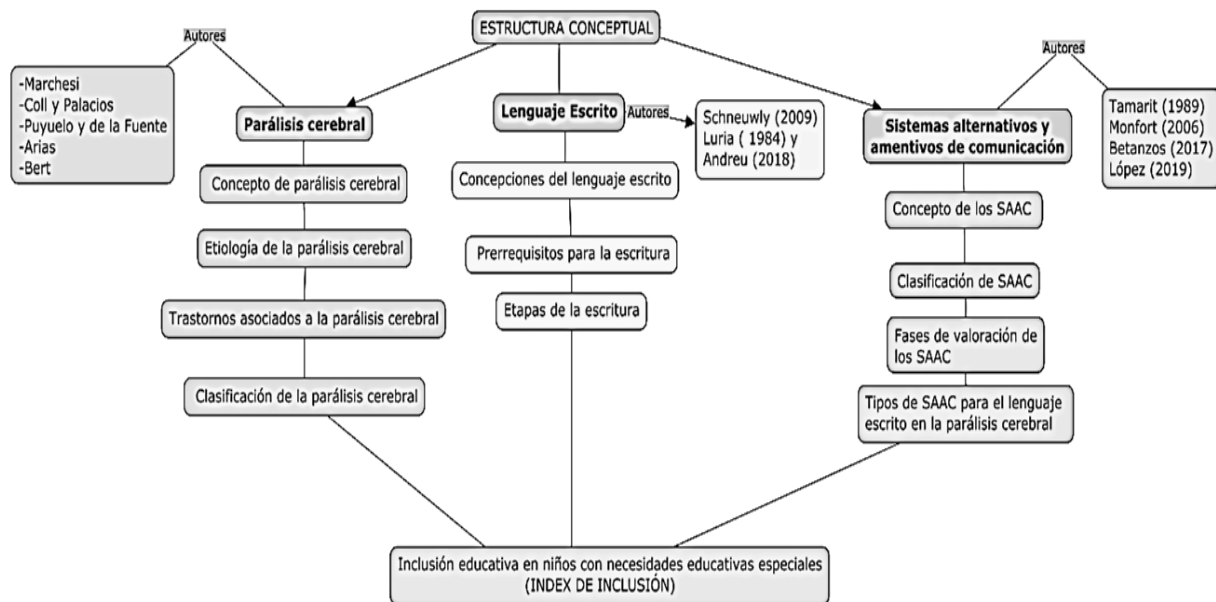 ESTRUCTURA CONCEPTUAL
Autores
-Marchesi
-Coll y Palacios
-Puyuelo y de la Fuente
-Arias
-Bert
Parálisis cerebral
Concepto de parálisis cerebral
Etiología de la parálisis cerebral
Trastornos asociados a la parálisis cerebral
Clasificación de la parálisis cerebral
Lenguaje Escrito
Autores
Schneuwly (2009)
Luria ( 1984) y
Andreu (2018)
Concepciones del lenguaje escrito
Prerrequisitos para la escritura
Etapas de la escritura
Autores
Tamarit (1989)
Monfort (2006)
Betanzos (2017)
López (2019)
Sistemas alternativos y
amentivos de comunicación
Concepto de los SAAC
Clasificación de SAAC
Fases de valoración de
los SAAC
Tipos de SAAC para el lenguaje
escrito en la parálisis cerebral
Inclusión educativa en niños con necesidades educativas especiales
(INDEX DE INCLUSIÓN)